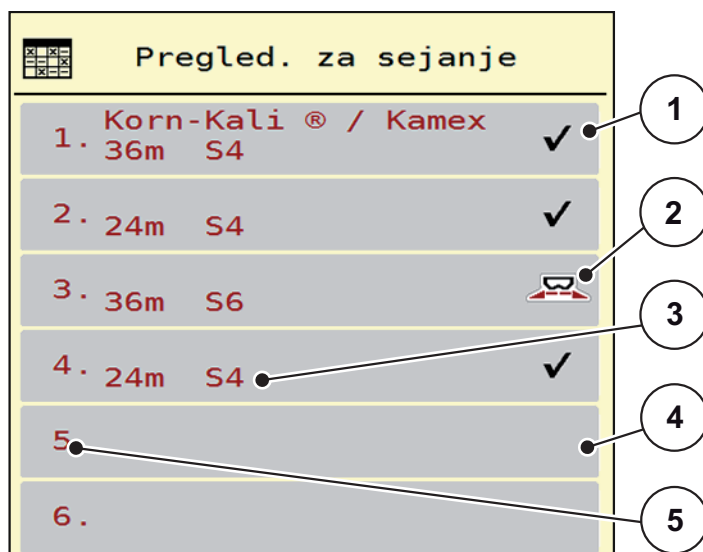 Pregled. za sejanje
1. Korn-Kali ® / Kamex
36m S4
2. 24m S4
3. 36m S6
4. 24m S4
5.
6.
1
2
3
4
5